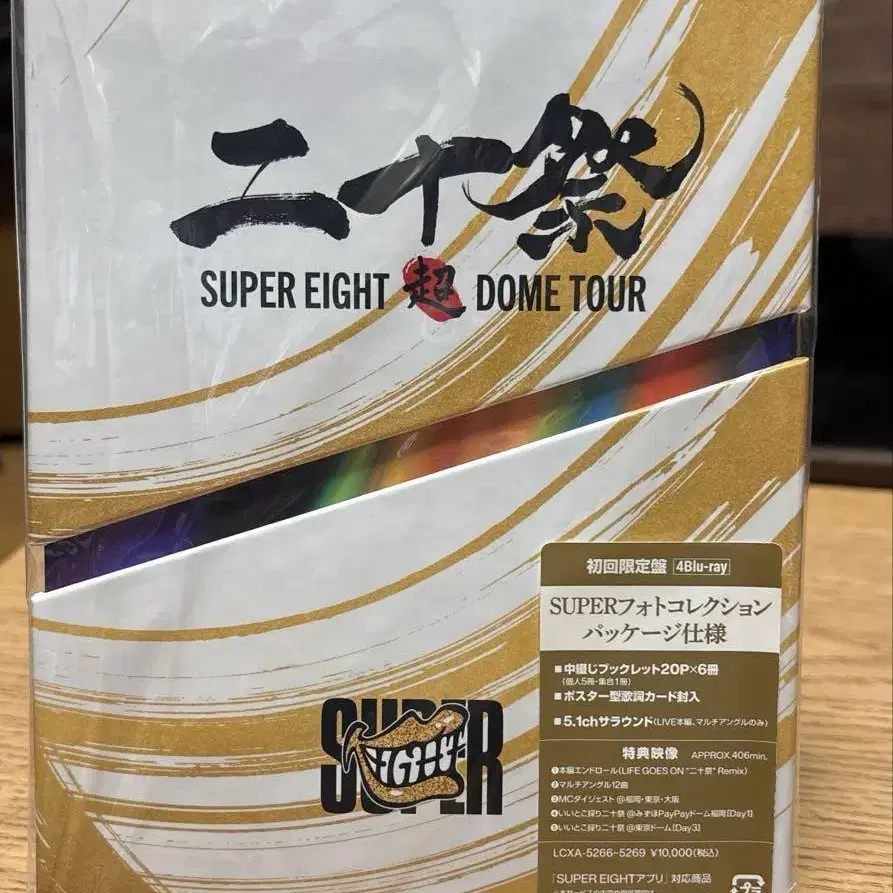 二十祭
SUPER EIGHT 超 DOME TOUR
SUPER
EIGHT
初回限定盤 4Blu-ray
SUPERフォトコレクション
パッケージ仕様
■中綴じブックレット20P×6冊
(個人5冊・集合1冊)
■ポスター型歌詞カード封入
■5.1chサラウンド(LIVE本編、マルチアングルのみ)
特典映像 APPROX.406min.
❶本編エンドロール(LIFE GOES ON "二十祭" Remix)
❷マルチアングル12曲
❸MCダイジェスト@福岡・東京・大阪
❹いいとこ採り二十祭 @みずほPayPayドーム福岡[Day1]
❺いいとこ採り二十祭 @東京ドーム[Day3]
LCXA-5266~5269 ¥10,000(税込)
「SUPER EIGHTアプリ」対応商品